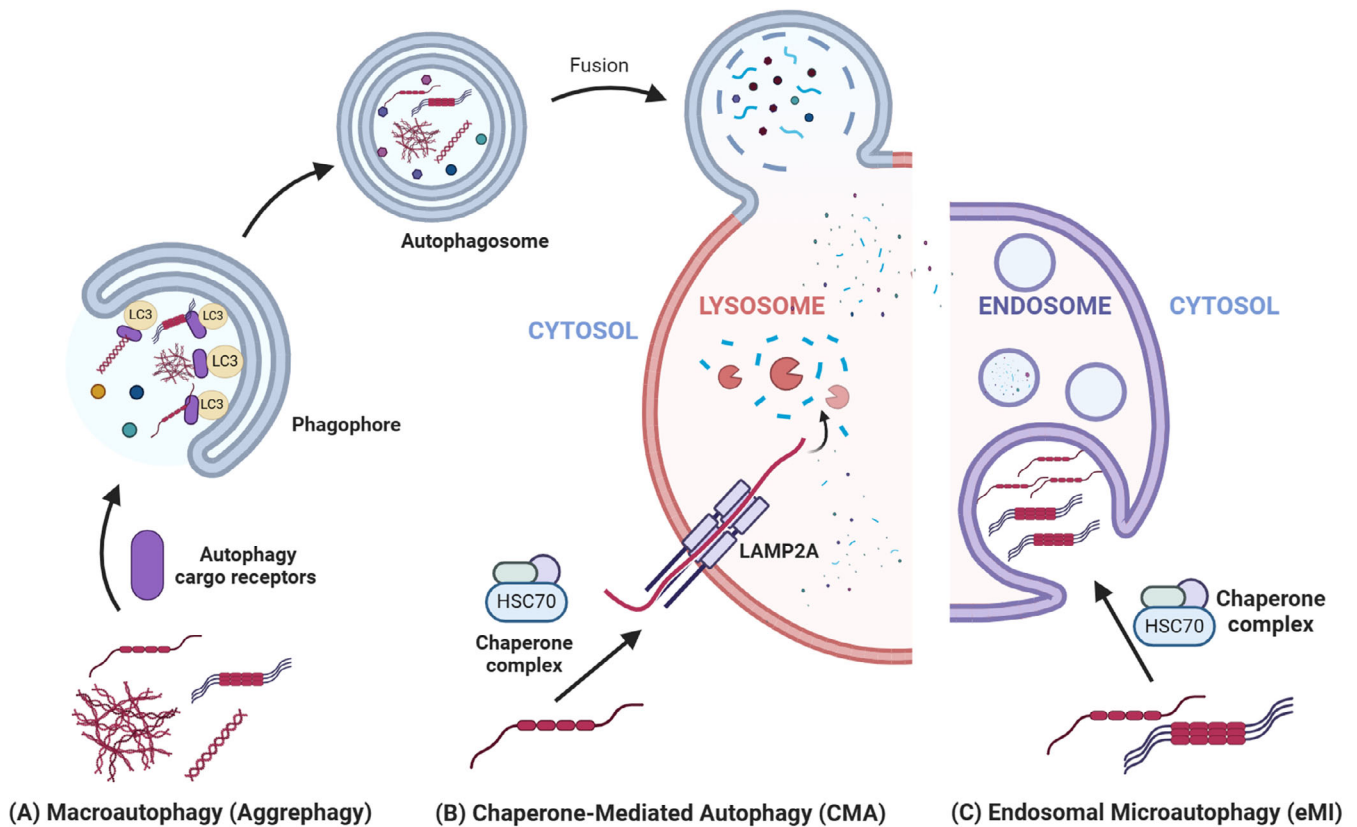 Fusion
Autophagosome
LC3
LC3
LC3
LC3
Phagophore
Autophagy
cargo receptors
(A) Macroautophagy (Aggrephagy)
CYTOSOL
LYSOSOME
LAMP2A
HSC70
Chaperone
complex
(B) Chaperone-Mediated Autophagy (CMA)
ENDOSOME
CYTOSOL
HSC70
Chaperone
complex
(C) Endosomal Microautophagy (eMI)